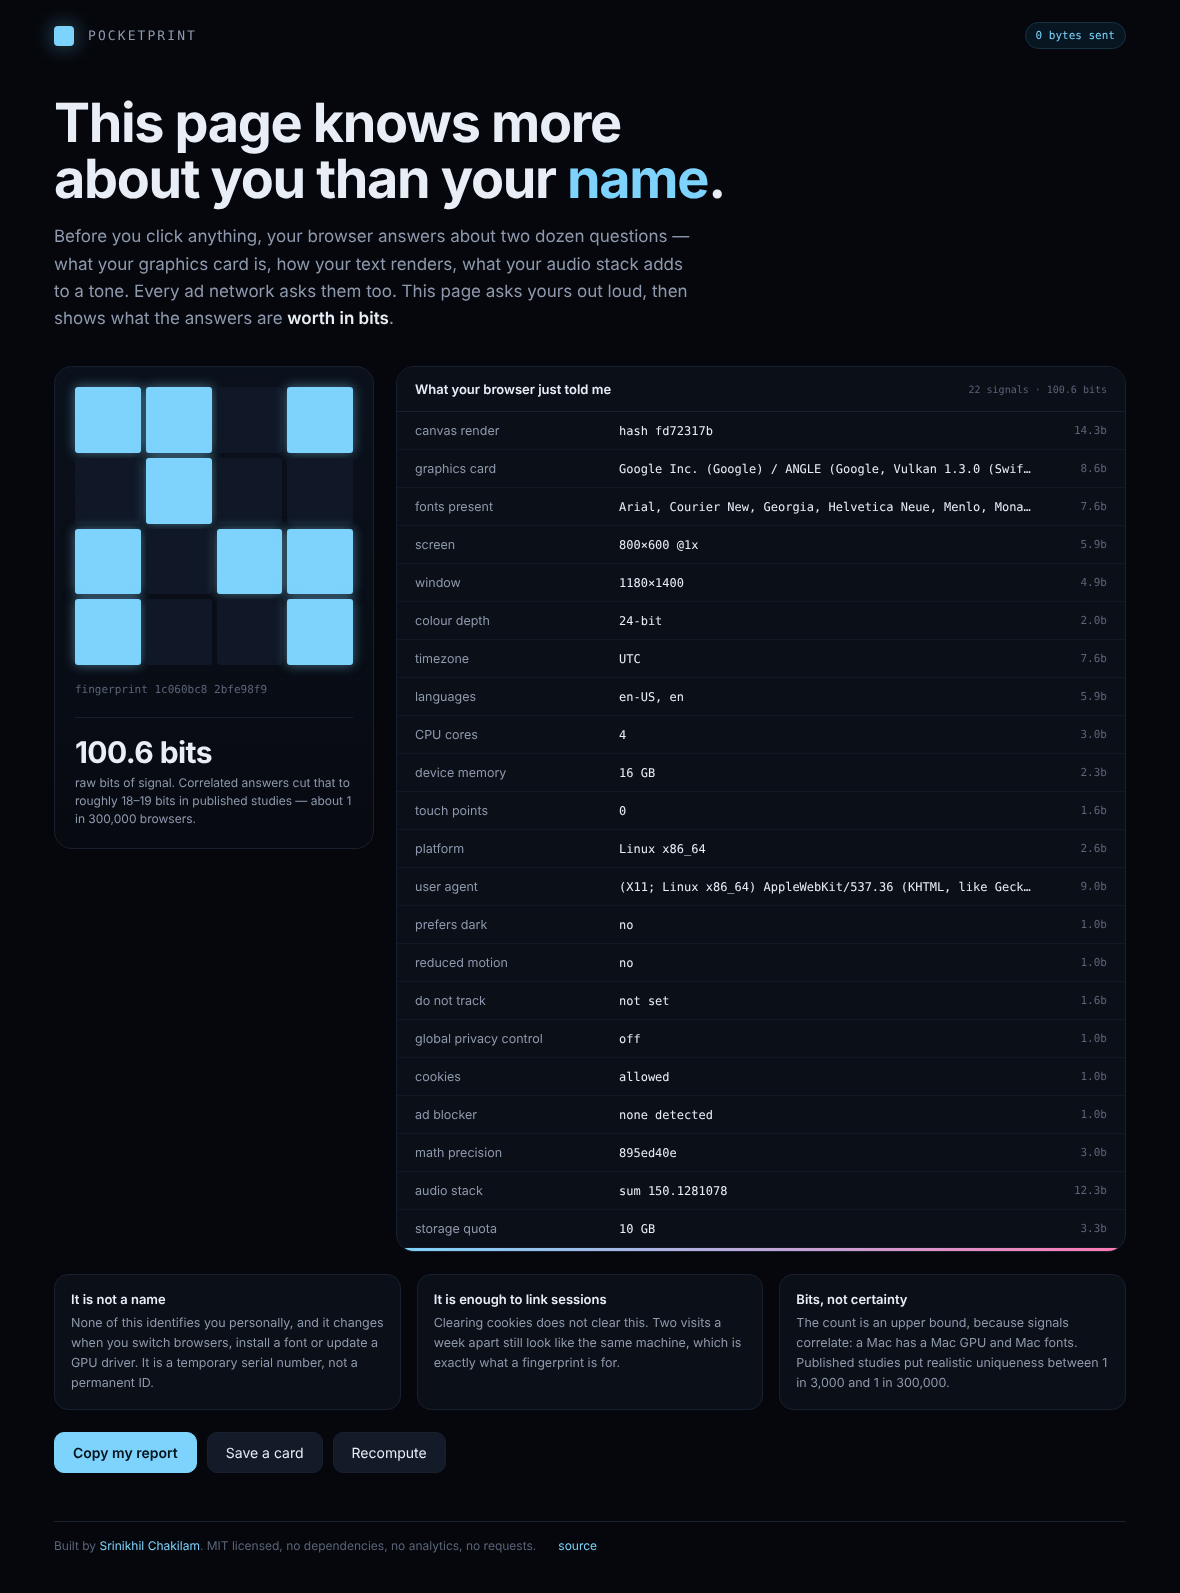 POCKETPRINT
0 bytes sent
This page knows more
about you than your name.
Before you click anything, your browser answers about two dozen questions —
what your graphics card is, how your text renders, what your audio stack adds
to a tone. Every ad network asks them too. This page asks yours out loud, then
shows what the answers are worth in bits.
fingerprint 1c060bc8 2bfe98f9
100.6 bits
raw bits of signal. Correlated answers cut that to
roughly 18–19 bits in published studies — about 1
in 300,000 browsers.
What your browser just told me 22 signals · 100.6 bits
canvas render hash fd72317b 14.3b
graphics card Google Inc. (Google) / ANGLE (Google, Vulkan 1.3.0 (Swif… 8.6b
fonts present Arial, Courier New, Georgia, Helvetica Neue, Menlo, Mona… 7.6b
screen 800×600 @1x 5.9b
window 1180×1400 4.9b
colour depth 24-bit 2.0b
timezone UTC 7.6b
languages en-US, en 5.9b
CPU cores 4 3.0b
device memory 16 GB 2.3b
touch points 0 1.6b
platform Linux x86_64 2.6b
user agent (X11; Linux x86_64) AppleWebKit/537.36 (KHTML, like Geck… 9.0b
prefers dark no 1.0b
reduced motion no 1.0b
do not track not set 1.6b
global privacy control off 1.0b
cookies allowed 1.0b
ad blocker none detected 1.0b
math precision 895ed40e 3.0b
audio stack sum 150.1281078 12.3b
storage quota 10 GB 3.3b
It is not a name
None of this identifies you personally, and it changes
when you switch browsers, install a font or update a
GPU driver. It is a temporary serial number, not a
permanent ID.
It is enough to link sessions
Clearing cookies does not clear this. Two visits a
week apart still look like the same machine, which is
exactly what a fingerprint is for.
Bits, not certainty
The count is an upper bound, because signals
correlate: a Mac has a Mac GPU and Mac fonts.
Published studies put realistic uniqueness between 1
in 3,000 and 1 in 300,000.
Copy my report Save a card Recompute
Built by Srinikhil Chakilam. MIT licensed, no dependencies, no analytics, no requests. source